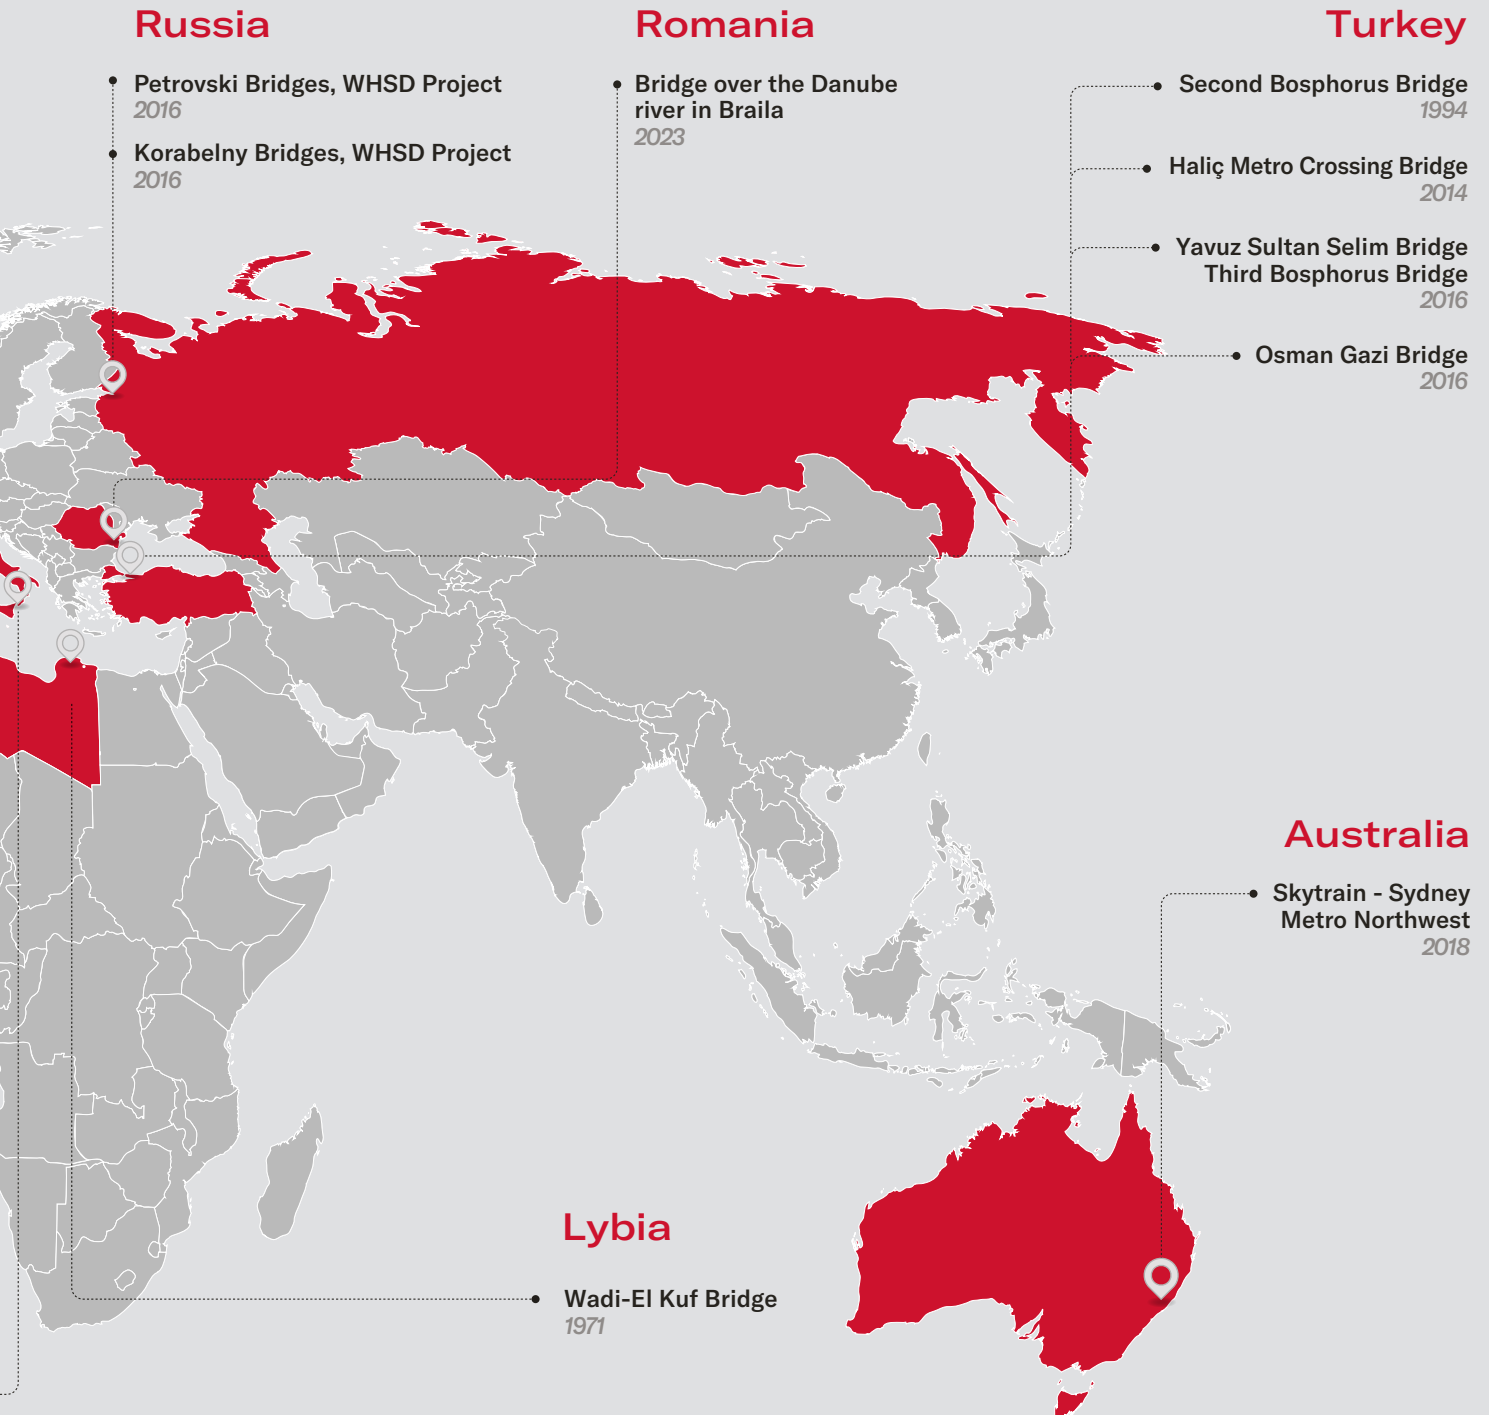 Russia
Petrovski Bridges, WHSD Project
2016
Korabelny Bridges, WHSD Project
2016
Romania
Bridge over the Danube
river in Braila
2023
Turkey
Second Bosphorus Bridge
1994
Haliç Metro Crossing Bridge
2014
Yavuz Sultan Selim Bridge
Third Bosphorus Bridge
2016
Osman Gazi Bridge
2016
Australia
Skytrain - Sydney
Metro Northwest
2018
Lybia
Wadi-El Kuf Bridge
1971